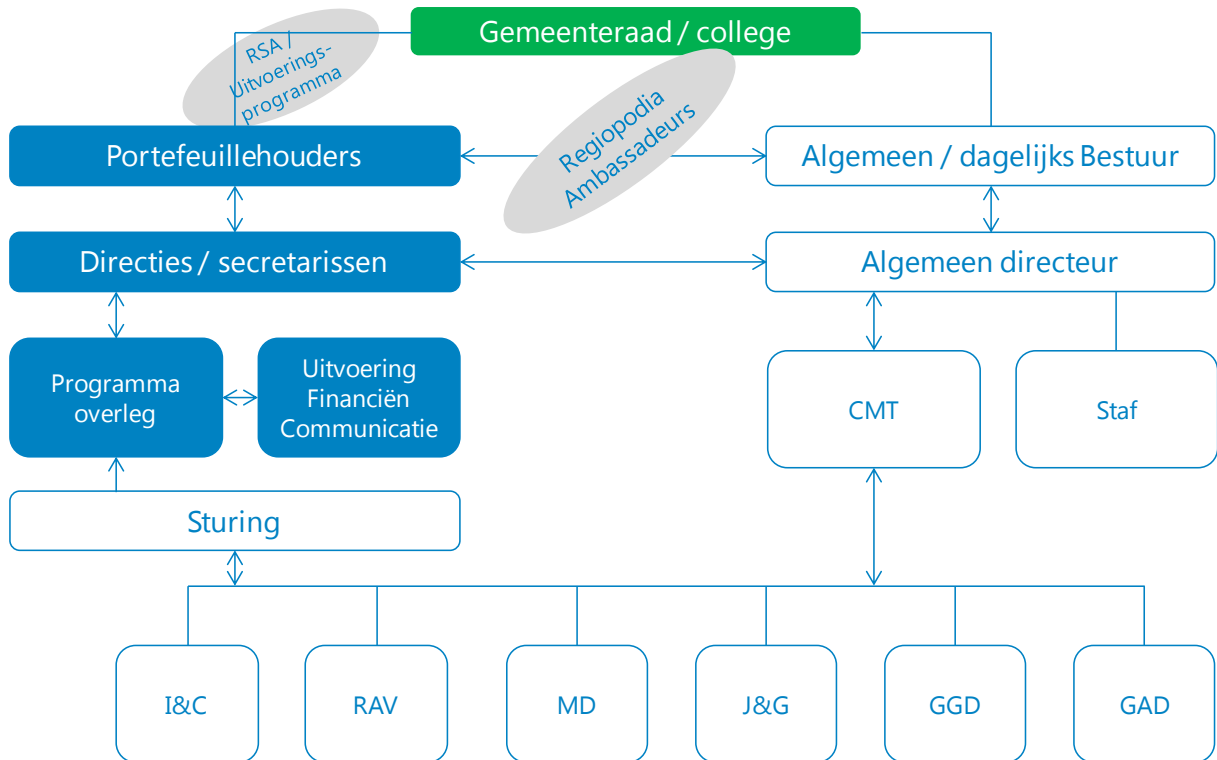 Gemeenteraad / college
RSA /
Uitvoerings-
programma
Regiopodia
Ambassadeurs
Portefeuillehouders
Algemeen / dagelijks Bestuur
Directies / secretarissen
Algemeen directeur
Programma
overleg
Uitvoering
Financiën
Communicatie
CMT
Staf
Sturing
I&C
RAV
MD
J&G
GGD
GAD